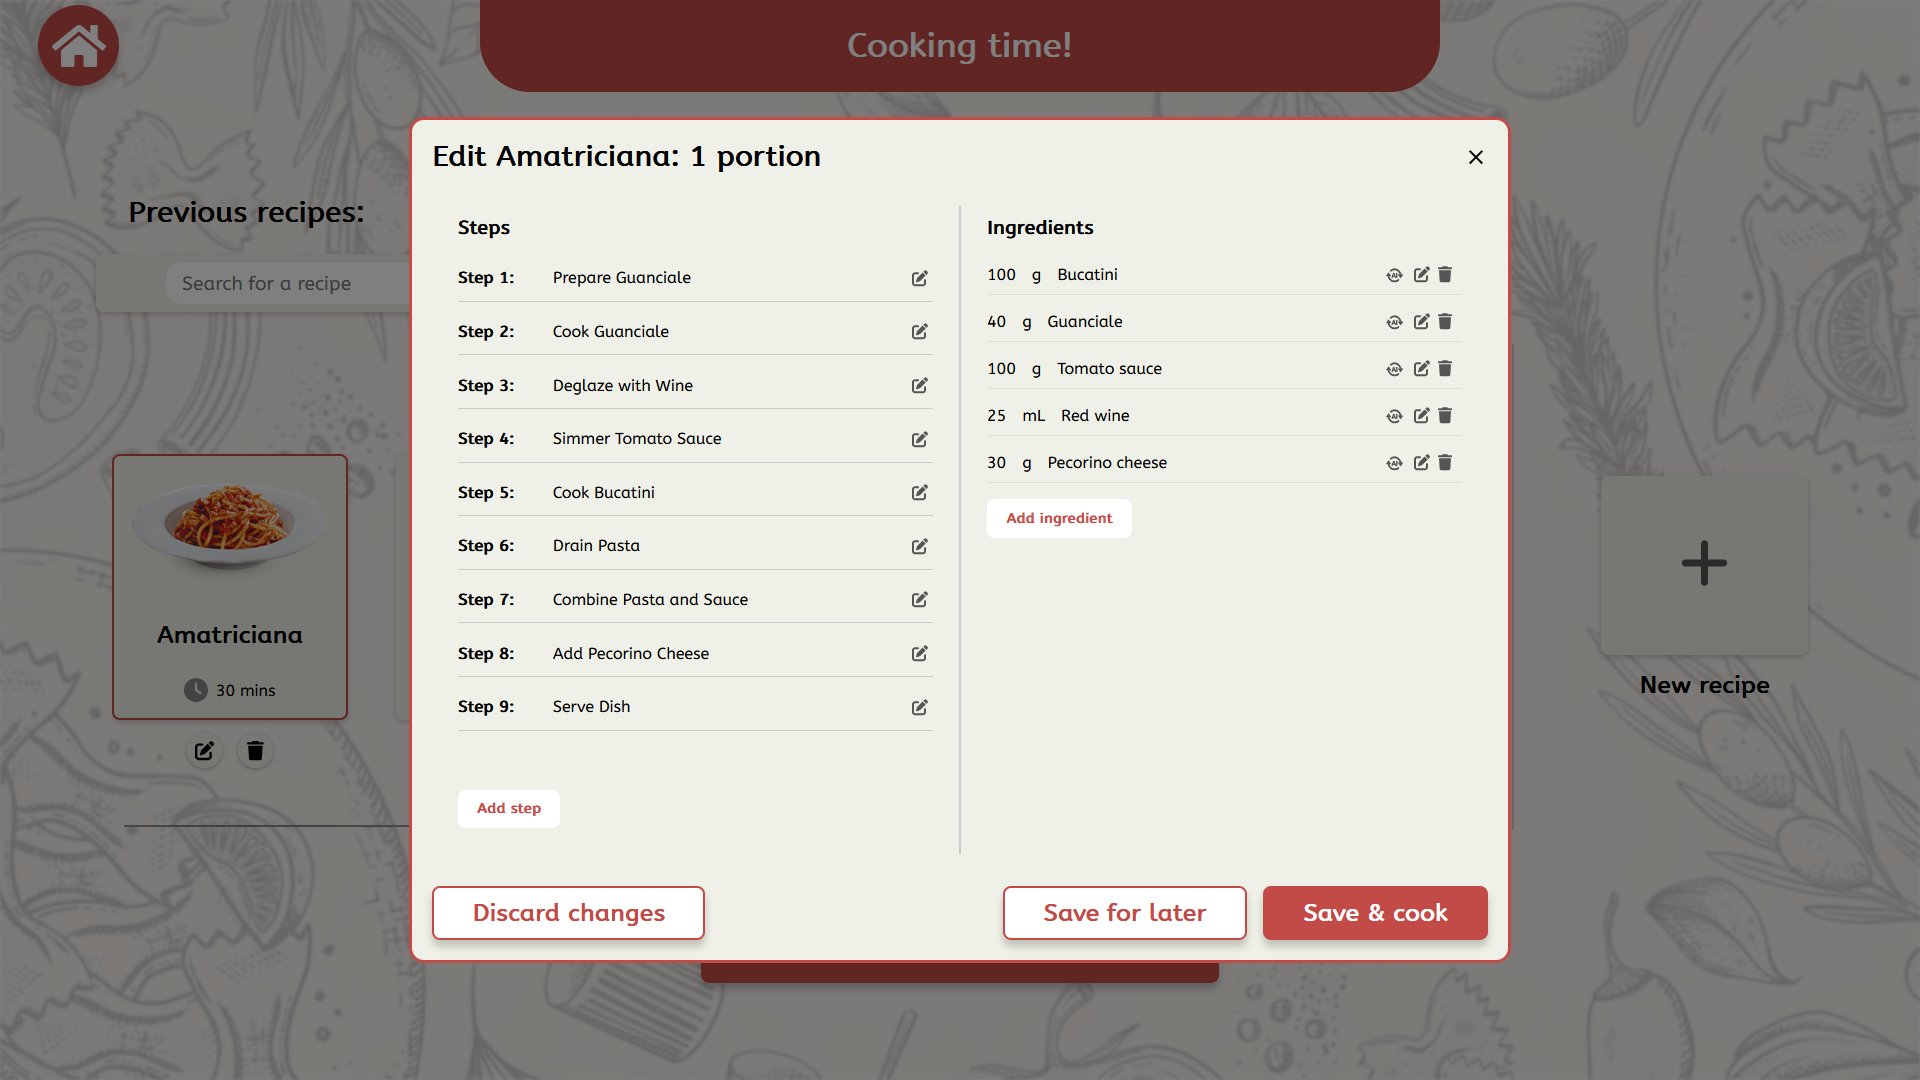 Cooking time!
Edit Amatriciana: 1 portion
Previous recipes:
Search for a recipe
Amatriciana
30 mins
Steps
Step 1: Prepare Guanciale
Step 2: Cook Guanciale
Step 3: Deglaze with Wine
Step 4: Simmer Tomato Sauce
Step 5: Cook Bucatini
Step 6: Drain Pasta
Step 7: Combine Pasta and Sauce
Step 8: Add Pecorino Cheese
Step 9: Serve Dish
Add step
Ingredients
100 g Bucatini
40 g Guanciale
100 g Tomato sauce
25 mL Red wine
30 g Pecorino cheese
Add ingredient
New recipe
Discard changes
Save for later
Save & cook